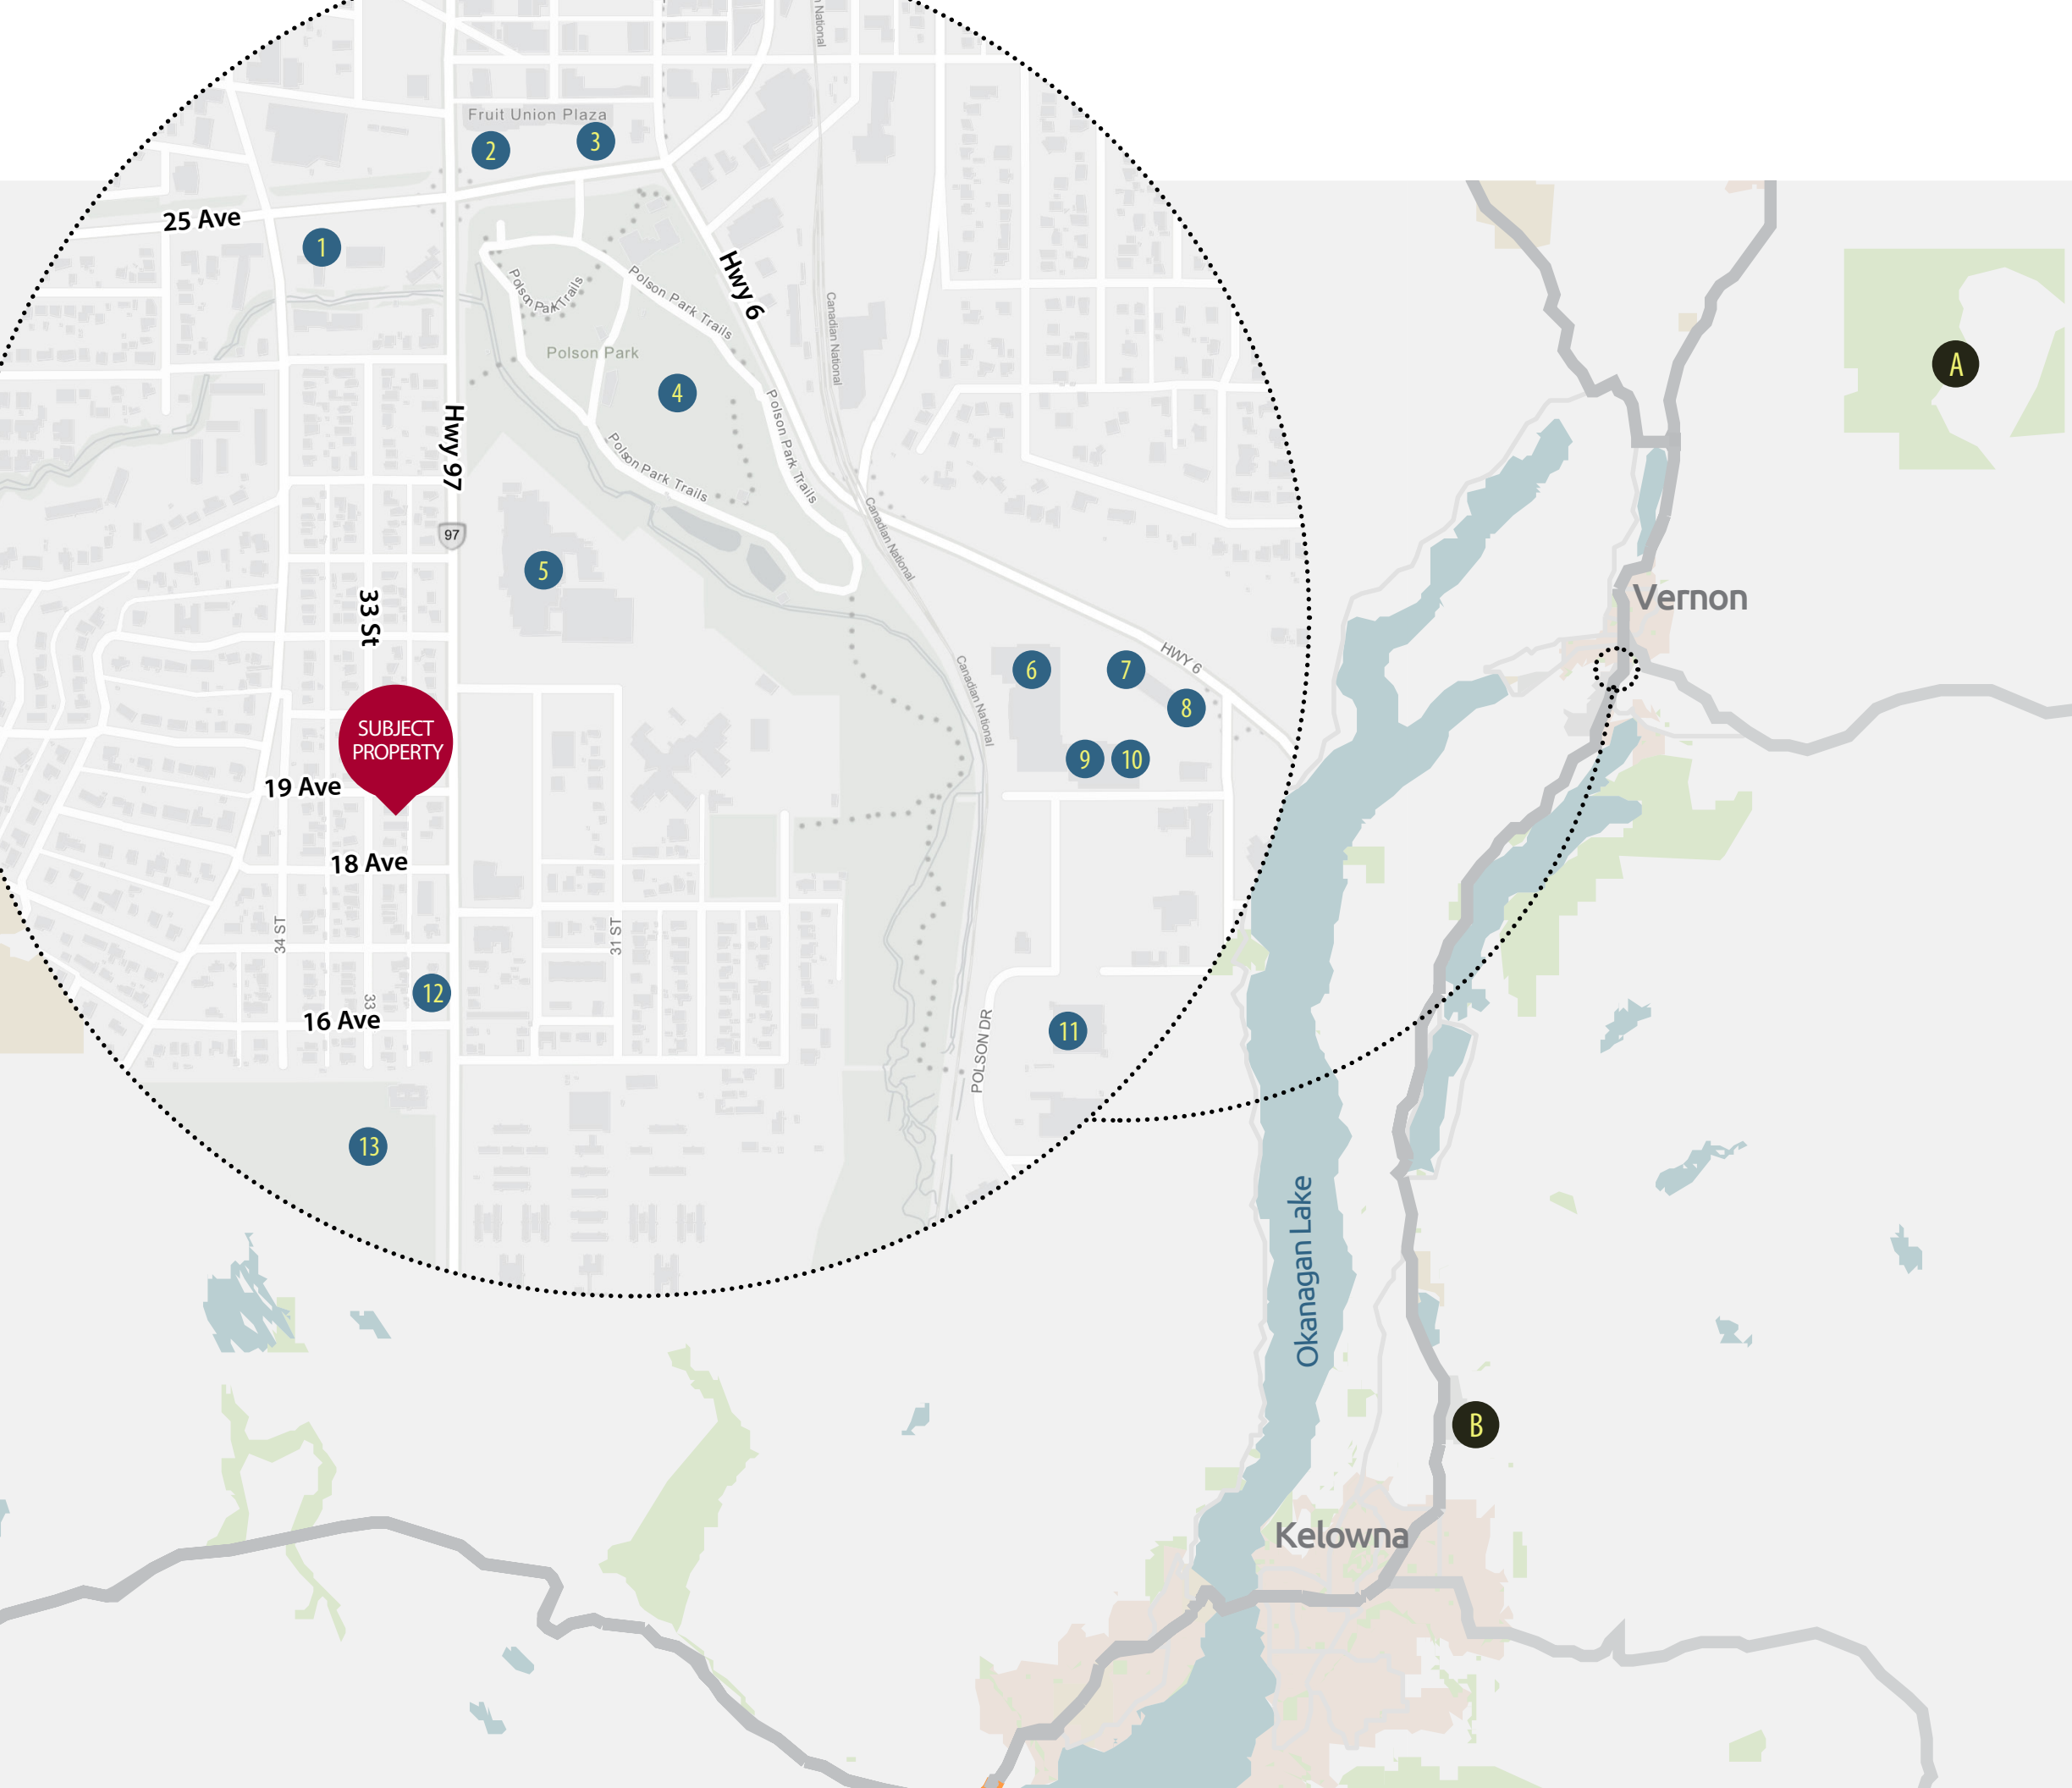 n National
Fruit Union Plaza
2
3
25 Ave
1
Hwy 6
Polson Park Trails
Polson Park Trails
Canadian National
Polson Park
4
A
Polson Park Trails
Hwy 97
Polson Park Trails
97
Canadian National
5
33 St
Vernon
HWY 6
6
7
8
Canadian National
SUBJECT
PROPERTY
9
10
19 Ave
18 Ave
34 ST
31 ST
12
33
16 Ave
11
POLSON DR
13
Okanagan Lake
B
Kelowna